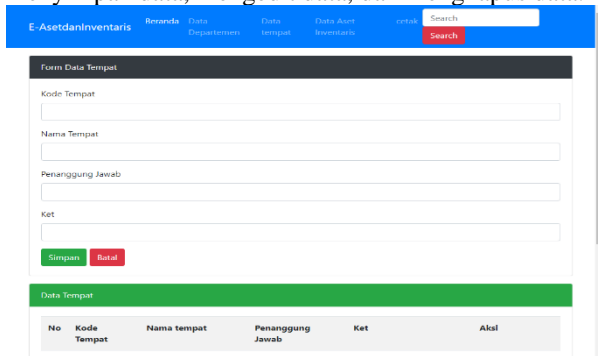 E-AsetdanInventaris
Beranda
Data Departemen
Data tempat
Data Aset Inventaris
cetak
Search
Search
Form Data Tempat
Kode Tempat
Nama Tempat
Penanggung Jawab
Ket
Simpan Batal
Data Tempat
No Kode Tempat Nama tempat Penanggung Jawab Ket Aksi